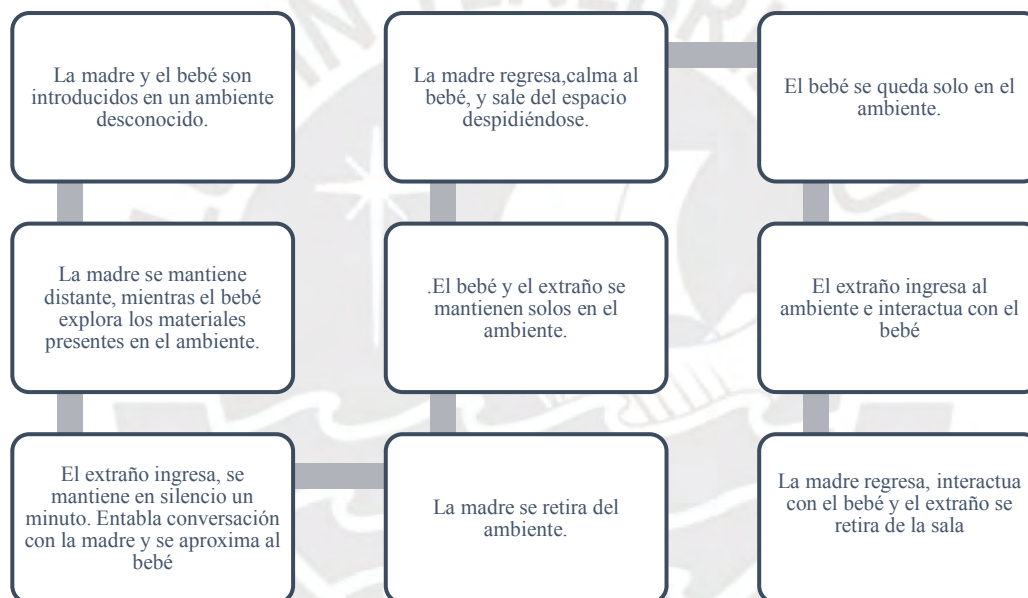 La madre y el bebé son
introducidos en un ambiente
desconocido.
La madre se mantiene
distante, mientras el bebé
explora los materiales
presentes en el ambiente.
El extraño ingresa, se
mantiene en silencio un
minuto. Entabla conversación
con la madre y se aproxima al
bebé
La madre se retira del
ambiente.
.El bebé y el extraño se
mantienen solos en el
ambiente.
La madre regresa,calma al
bebé, y sale del espacio
despidiéndose.
El bebé se queda solo en el
ambiente.
El extraño ingresa al
ambiente e interactua con el
bebé
La madre regresa, interactua
con el bebé y el extraño se
retira de la sala